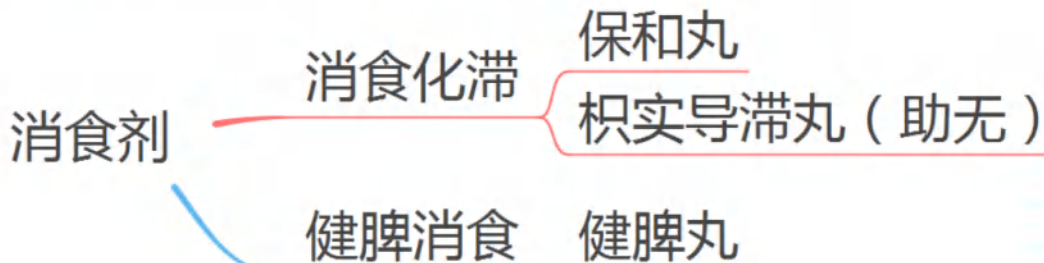 消食剂
消食化滞
保和丸
枳实导滞丸（助无）
健脾消食
健脾丸